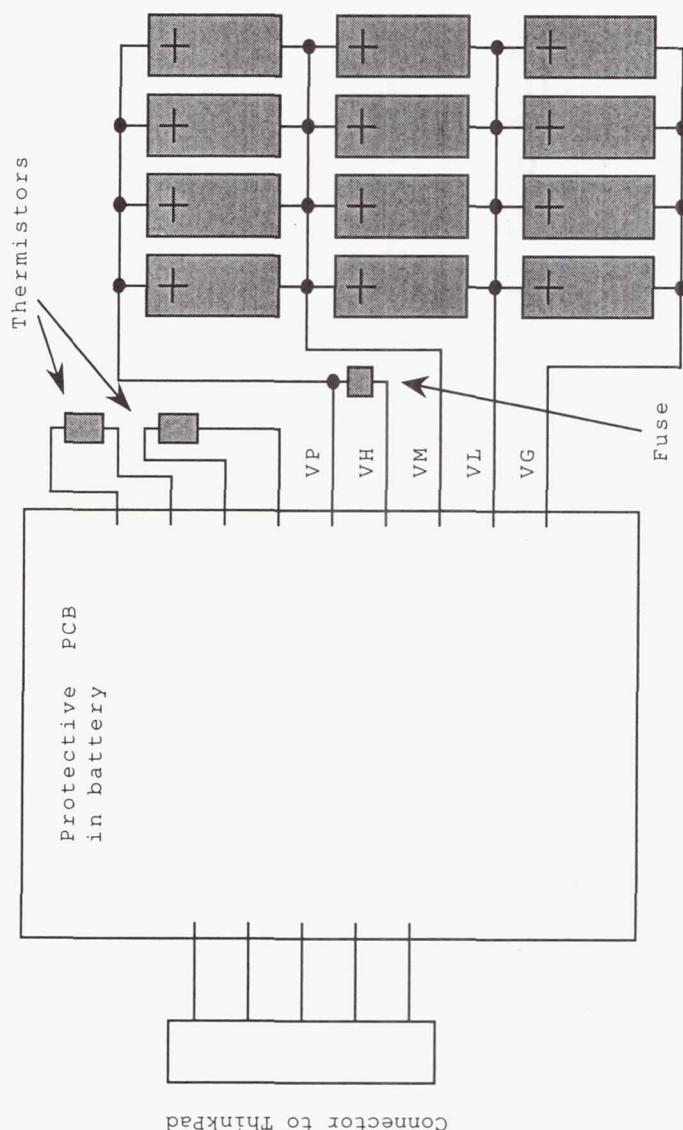 Thermistors
VP
VH
VM
VL
VG
Fuse
Protective PCB
in battery
Connector to ThinkPad